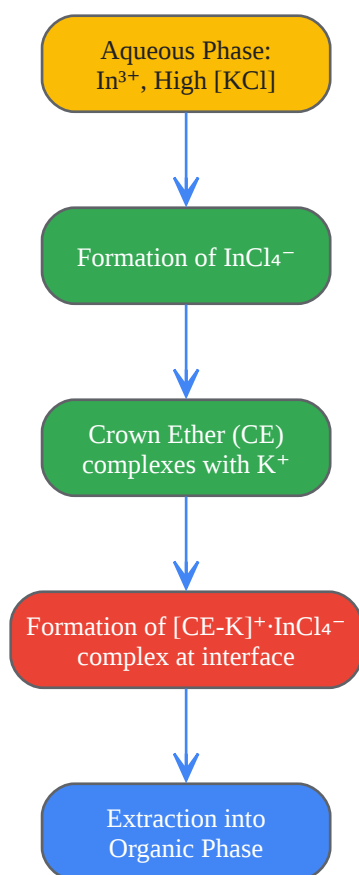 Aqueous Phase:
In³⁺, High [KCl]
Formation of InCl₄⁻
Crown Ether (CE)
complexes with K⁺
Formation of [CE-K]⁺·InCl₄⁻
complex at interface
Extraction into
Organic Phase